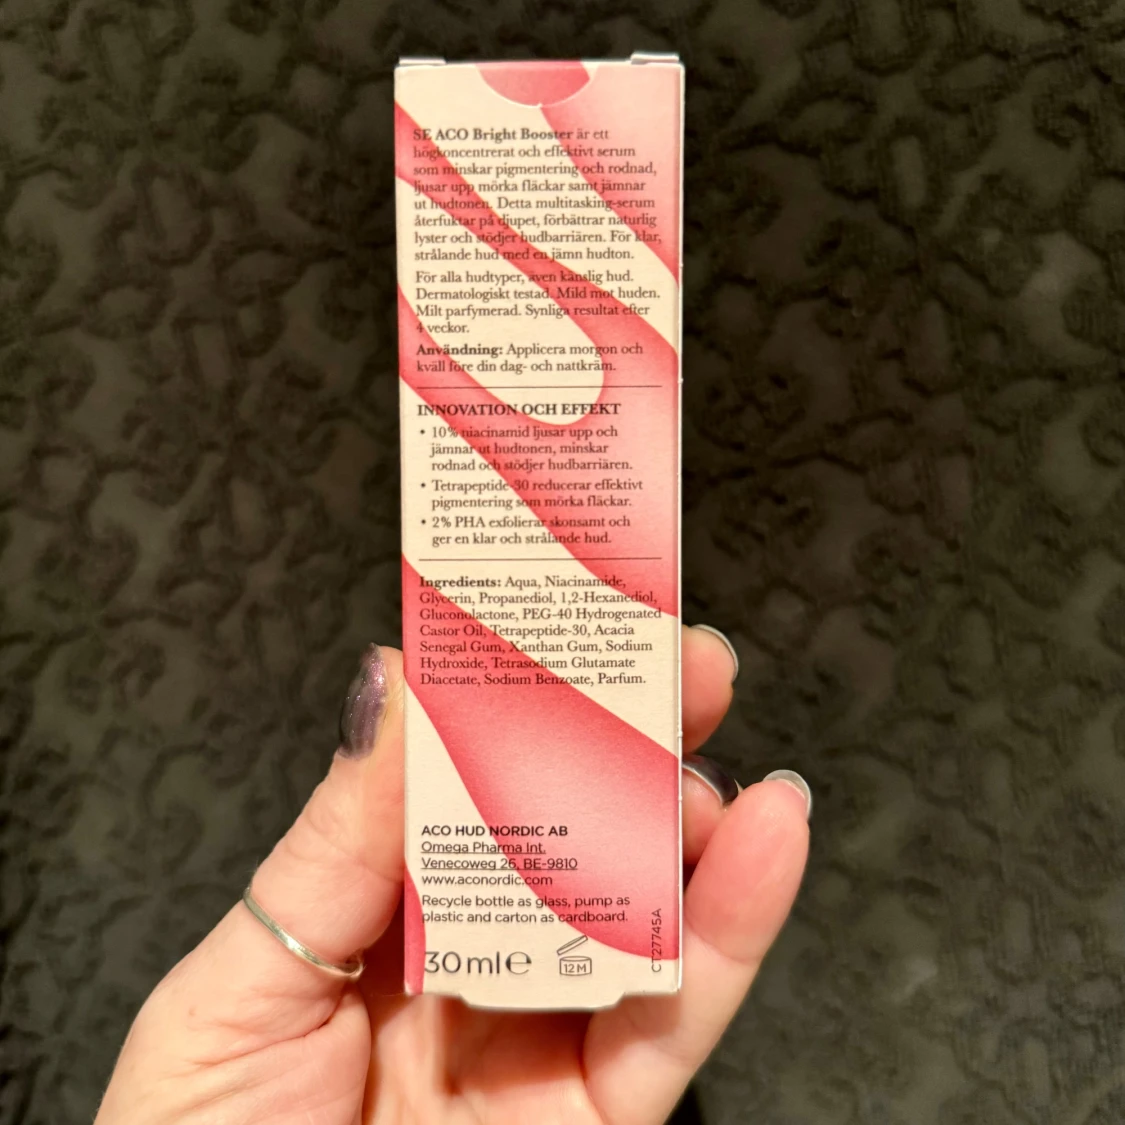 SE ACO Bright Booster är ett
högkoncentrerat och effektivt serum
som minskar pigmentering och rodnad,
ljusar upp mörka fläckar samt jämnar
ut hudtonen. Detta multitasking-serum
återfuktar på djupet, förbättrar naturlig
lyster och stödjer hudbarriären. För klar,
strålande hud med en jämn hudton.
För alla hudtyper, även känslig hud.
Dermatologiskt testad. Mild mot huden.
Milt parfymerad. Synliga resultat efter
4 veckor.
Användning: Applicera morgon och
kväll före din dag- och nattkräm.
INNOVATION OCH EFFEKT
• 10% niacinamid ljusar upp och
jämnar ut hudtonen, minskar
rodnad och stödjer hudbarriären.
• Tetrapeptide-30 reducerar effektivt
pigmentering som mörka fläckar.
• 2% PHA exfolierar skonsamt och
ger en klar och strålande hud.
Ingredients: Aqua, Niacinamide,
Glycerin, Propanediol, 1,2-Hexanediol,
Gluconolactone, PEG-40 Hydrogenated
Castor Oil, Tetrapeptide-30, Acacia
Senegal Gum, Xanthan Gum, Sodium
Hydroxide, Tetrasodium Glutamate
Diacetate, Sodium Benzoate, Parfum.
ACO HUD NORDIC AB
Omega Pharma Int.
Venecoweg 26, BE-9810
www.aconordic.com
Recycle bottle as glass, pump as
plastic and carton as cardboard.
30 ml e
12 M
CT27745A